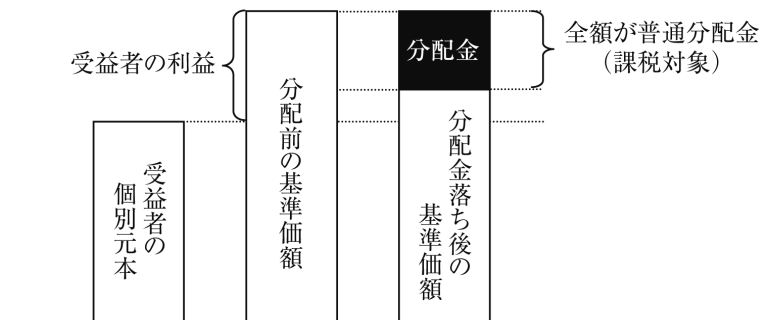 受益者の利益
分配金
全額が普通分配金
（課税対象）
受益者の
個別元本
分配前の基準価額
分配金落ち後の
基準価額